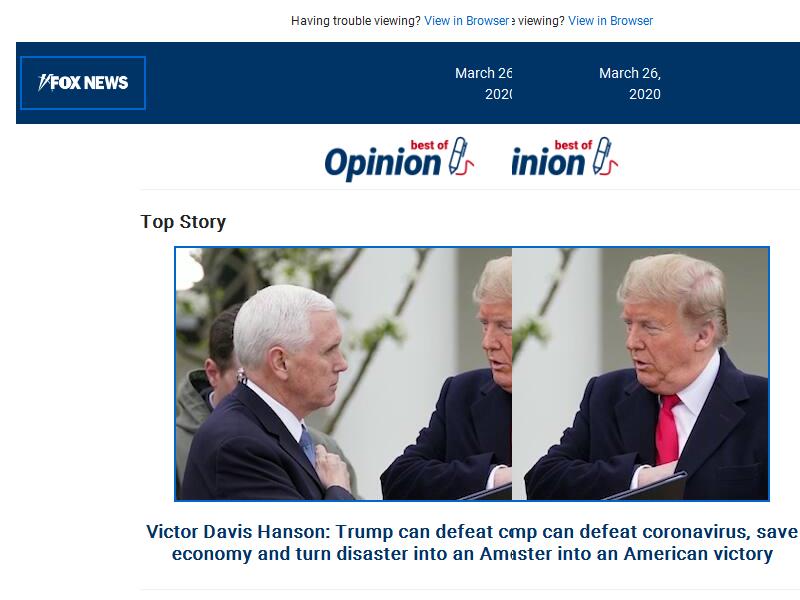 Having trouble viewing? View in Browser e viewing? View in Browser
FOX NEWS
March 26 March 26,
2020 2020
best of best of
Opinion inion
Top Story
Victor Davis Hanson: Trump can defeat cmp can defeat coronavirus, save
economy and turn disaster into an Amaster into an American victory